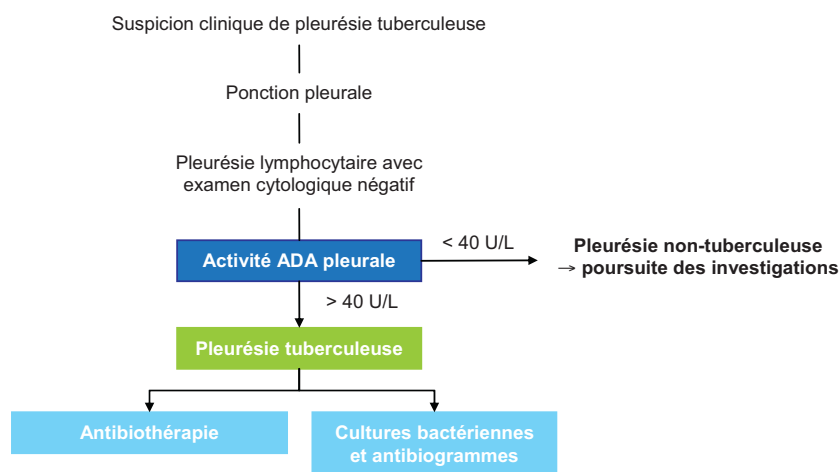 Suspicion clinique de pleurésie tuberculeuse
Ponction pleurale
Pleurésie lymphocytaire avec
examen cytologique négatif
Activité ADA pleurale
< 40 U/L
Pleurésie non-tuberculeuse
→ poursuite des investigations
> 40 U/L
Pleurésie tuberculeuse
Antibiothérapie
Cultures bactériennes
et antibiogrammes